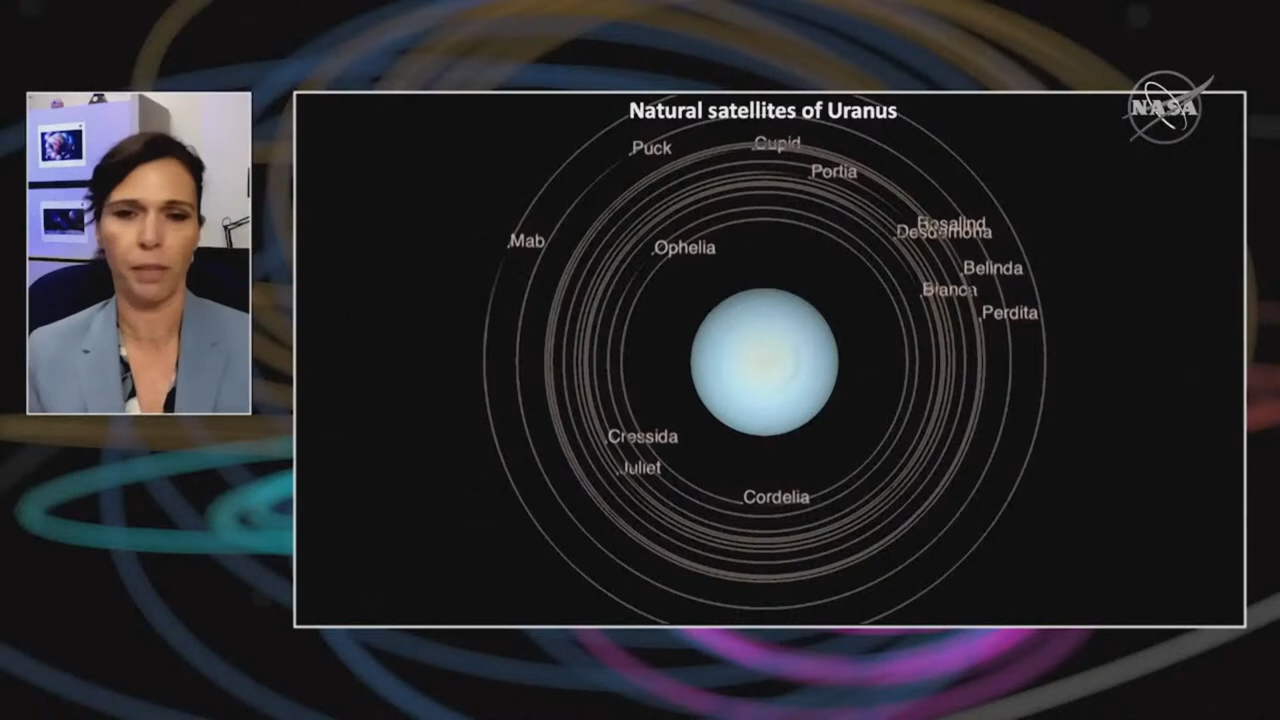 Natural satellites of Uranus
NASA
Puck
Cupid
Portia
Rosalind
Desdemona
Mab
Ophelia
Belinda
Bianca
Perdita
Cressida
Juliet
Cordelia